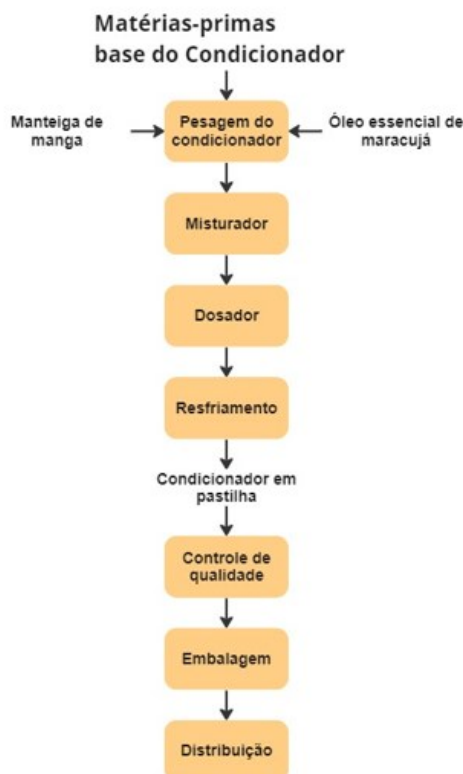 Matérias-primas
base do Condicionador
Manteiga de
manga
Pesagem do
condicionador
Óleo essencial de
maracujá
Misturador
Dosador
Resfriamento
Condicionador em
pastilha
Controle de
qualidade
Embalagem
Distribuição